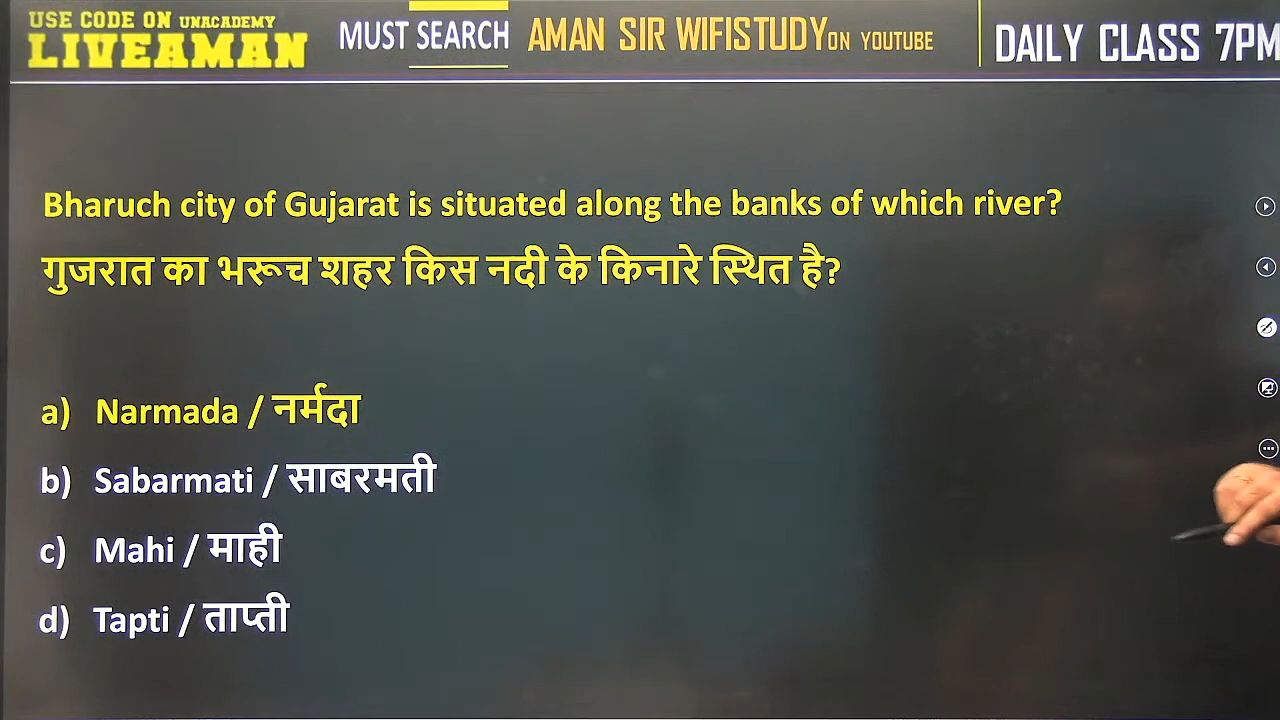 USE CODE ON UNACADEMY
LIVEAMAN
MUST SEARCH AMAN SIR WIFISTUDY ON YOUTUBE
DAILY CLASS 7PM
Bharuch city of Gujarat is situated along the banks of which river?
गुजरात का भरूच शहर किस नदी के किनारे स्थित है?
a) Narmada / नर्मदा
b) Sabarmati / साबरमती
c) Mahi / माही
d) Tapti / ताप्ती